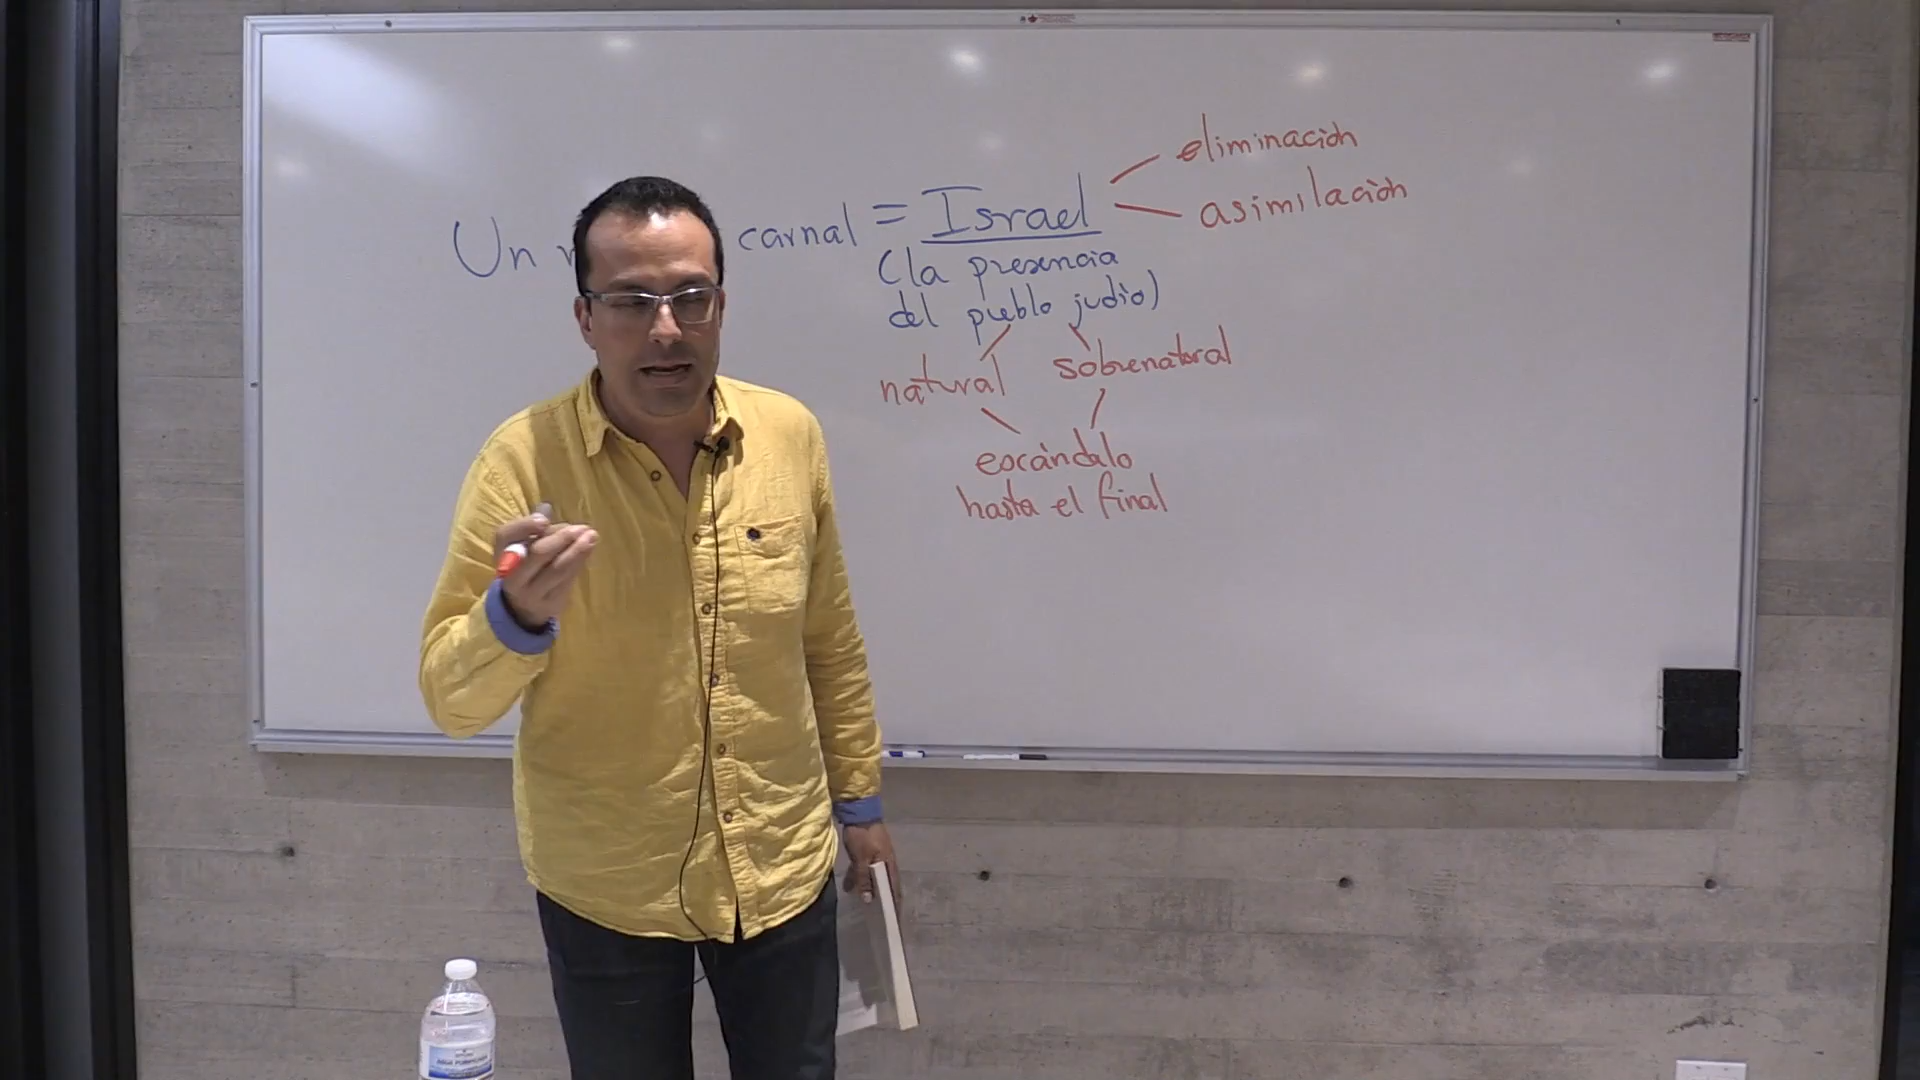 eliminación
asimilación
Un carnal = Israel
(la presencia
del pueblo judío)
natural sobrenatural
escándalo
hasta el final